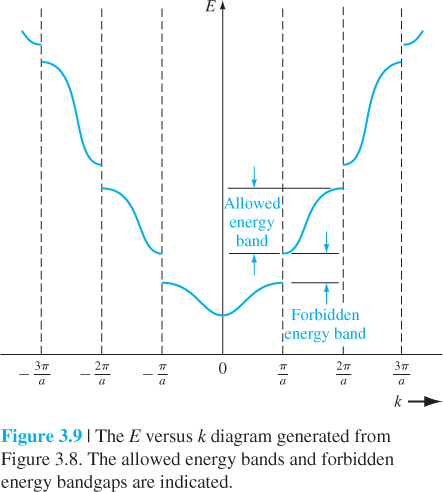 E
Allowed
energy
band
Forbidden
energy band
− 3π/a − 2π/a − π/a 0 π/a 2π/a 3π/a
k
Figure 3.9 | The E versus k diagram generated from
Figure 3.8. The allowed energy bands and forbidden
energy bandgaps are indicated.